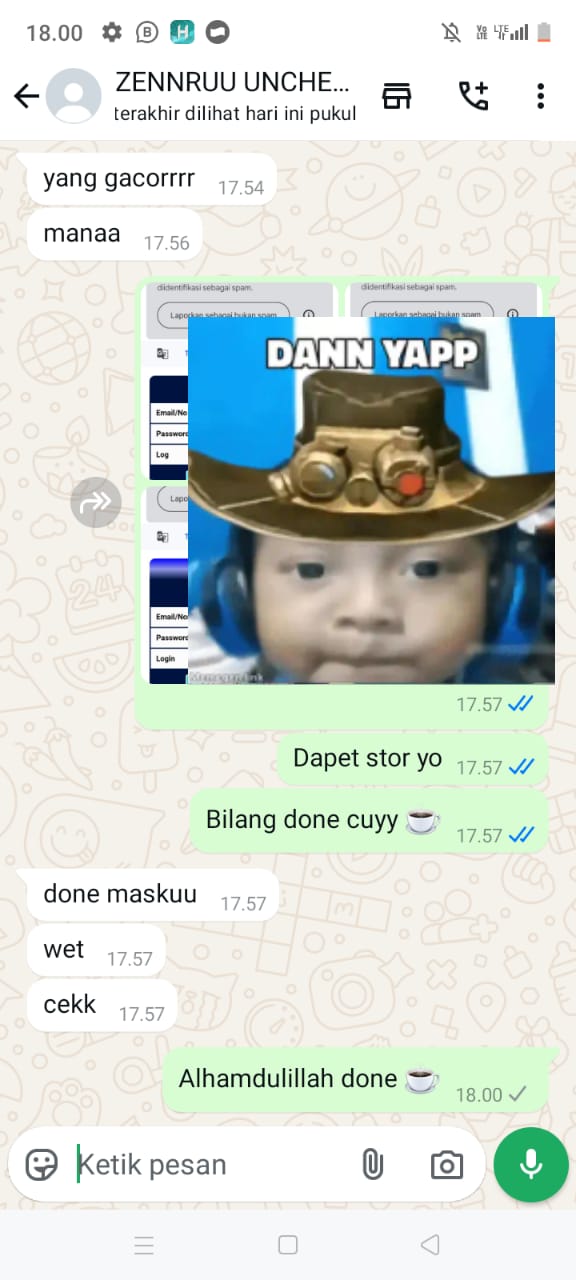 18.00
ZENNRUU UNCHE...
terakhir dilihat hari ini pukul
yang gacorrrr 17.54
manaa 17.56
diidentifikasi sebagai spam.
diidentifikasi sebagai spam.
Laporkan sebagai bukan spam
Laporkan sebagai bukan spam
DANN YAPP
Email/No
Password
Log
Lapo
Email/No
Password
Login
17.57
Dapet stor yo 17.57
Bilang done cuyy ☕ 17.57
done maskuu 17.57
wet 17.57
cekk 17.57
Alhamdulillah done ☕ 18.00
Ketik pesan